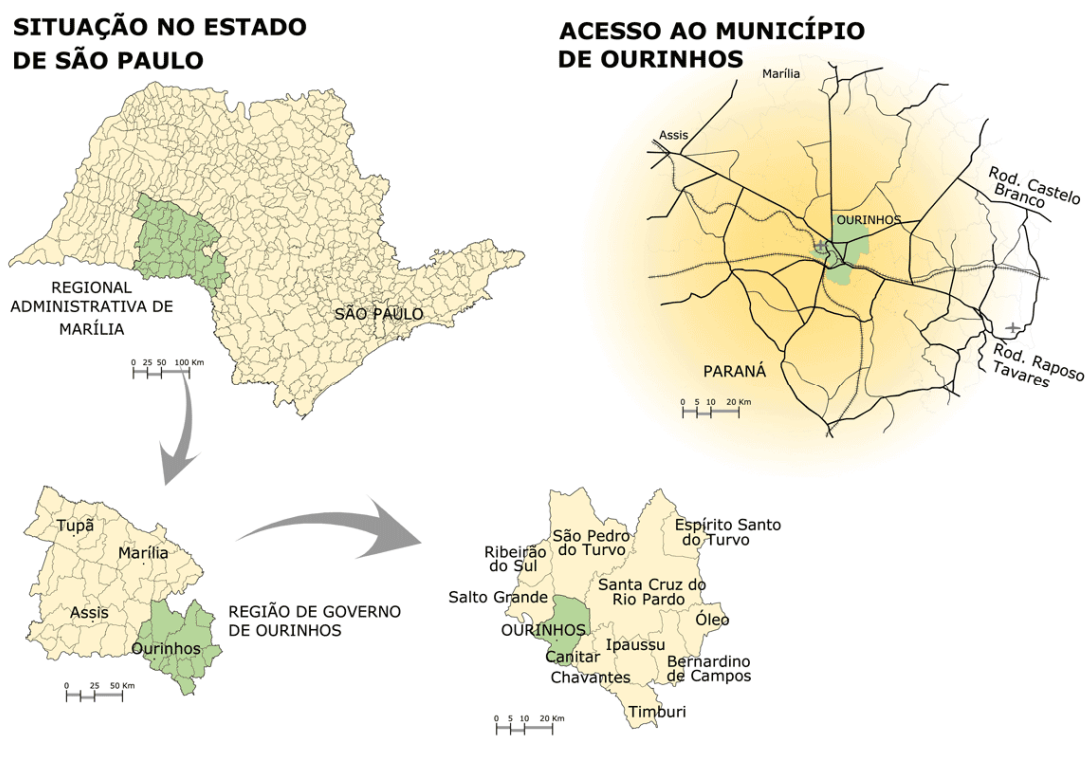 SITUAÇÃO NO ESTADO
DE SÃO PAULO
REGIONAL
ADMINISTRATIVA DE
MARÍLIA
SÃO PAULO
0 25 50 100 Km
ACESSO AO MUNICÍPIO
DE OURINHOS
Marília
Assis
Rod. Castelo
Branco
OURINHOS
PARANÁ
Rod. Raposo
Tavares
0 5 10 20 Km
Tupã
Marília
Assis
Ourinhos
REGIÃO DE GOVERNO
DE OURINHOS
0 25 50 Km
Espírito Santo
do Turvo
São Pedro
do Turvo
Ribeirão
do Sul
Santa Cruz do
Rio Pardo
Salto Grande
Óleo
OURINHOS
Ipaussu
Canitar
Bernardino
de Campos
Chavantes
Timburi
0 5 10 20 Km